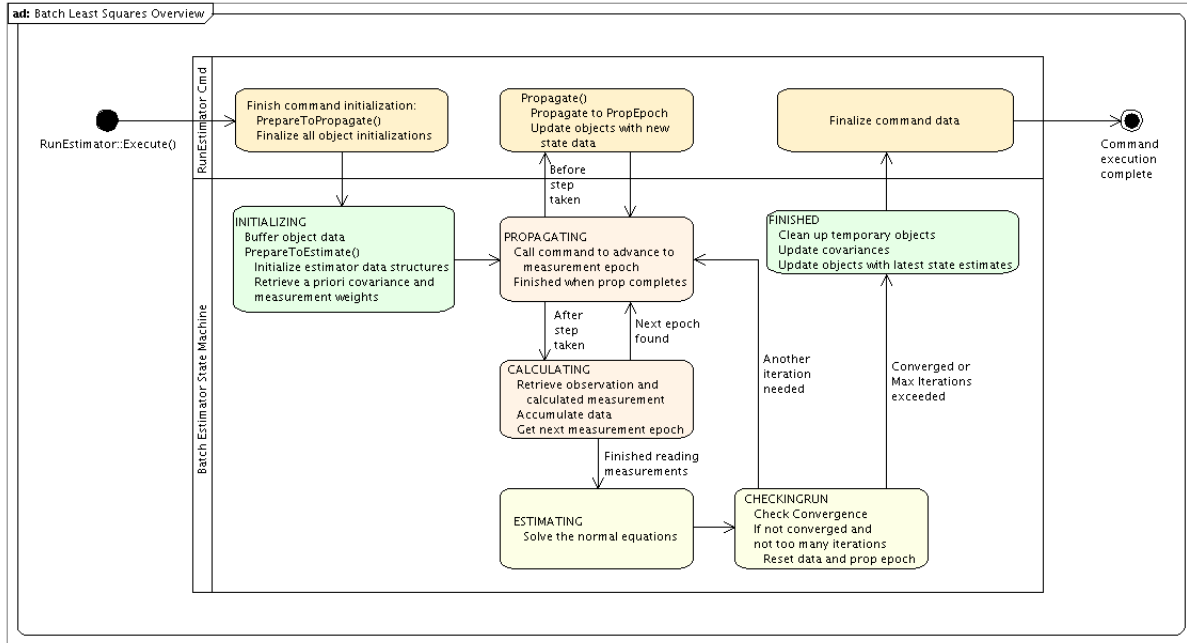 ad: Batch Least Squares Overview
RunEstimator Cmd
RunEstimator::Execute()
Finish command initialization:
PrepareToPropagate()
Finalize all object initializations
Propagate()
Propagate to PropEpoch
Update objects with new
state data
Finalize command data
Command
execution
complete
Before
step
taken
Batch Estimator State Machine
INITIALIZING
Buffer object data
PrepareToEstimate()
Initialize estimator data structures
Retrieve a priori covariance and
measurement weights
PROPAGATING
Call command to advance to
measurement epoch
Finished when prop completes
FINISHED
Clean up temporary objects
Update covariances
Update objects with latest state estimates
After
step
taken
Next epoch
found
Another
iteration
needed
Converged or
Max Iterations
exceeded
CALCULATING
Retrieve observation and
calculated measurement
Accumulate data
Get next measurement epoch
Finished reading
measurements
ESTIMATING
Solve the normal equations
CHECKINGRUN
Check Convergence
If not converged and
not too many iterations
Reset data and prop epoch